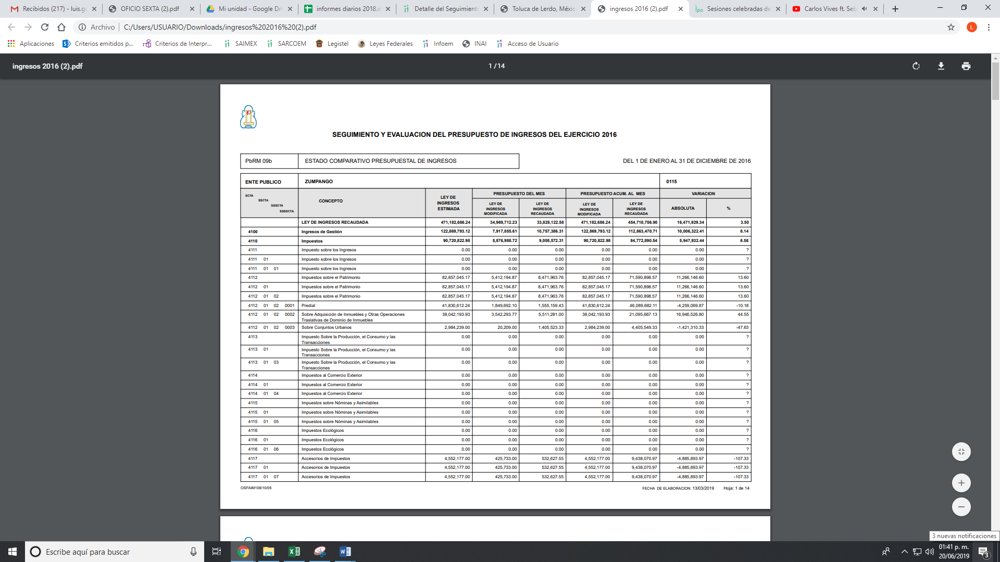 Recibidos (217) - luis.gu
OFICIO SEXTA (2).pdf
Mi unidad - Google Dri
informes diarios 2018.x
Detalle del Seguimiento
Toluca de Lerdo, Méxic
ingresos 2016 (2).pdf
Sesiones celebradas de
Carlos Vives ft. Seb
Archivo
C:/Users/USUARIO/Downloads/ingresos%202016%20(2).pdf
L
Aplicaciones
Criterios emitidos p...
Criterios de Interpr...
SAIMEX
SARCOEM
Legistel
Leyes Federales
Infoem
INAI
Acceso de Usuario
ingresos 2016 (2).pdf
1 / 14
SEGUIMIENTO Y EVALUACION DEL PRESUPUESTO DE INGRESOS DEL EJERCICIO 2016
PbRM 09b ESTADO COMPARATIVO PRESUPUESTAL DE INGRESOS
DEL 1 DE ENERO AL 31 DE DICIEMBRE DE 2016
ENTE PUBLICO ZUMPANGO 0115
SCTA
SSCTA
SSSCTA
SSSSCTA
CONCEPTO
LEY DE
INGRESOS
ESTIMADA
PRESUPUESTO DEL MES
LEY DE
INGRESOS
MODIFICADA
LEY DE
INGRESOS
RECAUDADA
PRESUPUESTO ACUM. AL MES
LEY DE
INGRESOS
MODIFICADA
LEY DE
INGRESOS
RECAUDADA
VARIACION
ABSOLUTA
%
LEY DE INGRESOS RECAUDADA 471,182,686.24 34,969,712.23 33,828,122.58 471,182,686.24 454,710,756.90 16,471,929.34 3.50
4100 Ingresos de Gestión 122,869,793.12 7,917,855.61 10,757,386.31 122,869,793.12 112,863,470.71 10,006,322.41 8.14
4110 Impuestos 90,720,822.98 5,876,988.72 9,008,572.31 90,720,822.98 84,772,890.54 5,947,932.44 6.56
4111 Impuesto sobre los Ingresos 0.00 0.00 0.00 0.00 0.00 0.00 ?
4111 01 Impuesto sobre los Ingresos 0.00 0.00 0.00 0.00 0.00 0.00 ?
4111 01 01 Impuesto sobre los Ingresos 0.00 0.00 0.00 0.00 0.00 0.00 ?
4112 Impuestos sobre el Patrimonio 82,857,045.17 5,412,194.87 8,471,963.76 82,857,045.17 71,590,898.57 11,266,146.60 13.60
4112 01 Impuestos sobre el Patrimonio 82,857,045.17 5,412,194.87 8,471,963.76 82,857,045.17 71,590,898.57 11,266,146.60 13.60
4112 01 02 Impuestos sobre el Patrimonio 82,857,045.17 5,412,194.87 8,471,963.76 82,857,045.17 71,590,898.57 11,266,146.60 13.60
4112 01 02 0001 Predial 41,830,612.24 1,849,692.10 1,555,159.43 41,830,612.24 46,089,682.11 -4,259,069.87 -10.18
4112 01 02 0002 Sobre Adquisición de Inmuebles y Otras Operaciones 38,042,193.93 3,542,293.77 5,511,281.00 38,042,193.93 21,095,667.13 16,946,526.80 44.55
Traslativas de Dominio de Inmuebles
4112 01 02 0003 Sobre Conjuntos Urbanos 2,984,239.00 20,209.00 1,405,523.33 2,984,239.00 4,405,549.33 -1,421,310.33 -47.63
4113 Impuesto Sobre la Producción, el Consumo y las 0.00 0.00 0.00 0.00 0.00 0.00 ?
Transacciones
4113 01 Impuesto Sobre la Producción, el Consumo y las 0.00 0.00 0.00 0.00 0.00 0.00 ?
Transacciones
4113 01 03 Impuesto Sobre la Producción, el Consumo y las 0.00 0.00 0.00 0.00 0.00 0.00 ?
Transacciones
4114 Impuestos al Comercio Exterior 0.00 0.00 0.00 0.00 0.00 0.00 ?
4114 01 Impuestos al Comercio Exterior 0.00 0.00 0.00 0.00 0.00 0.00 ?
4114 01 04 Impuestos al Comercio Exterior 0.00 0.00 0.00 0.00 0.00 0.00 ?
4115 Impuestos sobre Nóminas y Asimilables 0.00 0.00 0.00 0.00 0.00 0.00 ?
4115 01 Impuestos sobre Nóminas y Asimilables 0.00 0.00 0.00 0.00 0.00 0.00 ?
4115 01 05 Impuestos sobre Nóminas y Asimilables 0.00 0.00 0.00 0.00 0.00 0.00 ?
4116 Impuestos Ecológicos 0.00 0.00 0.00 0.00 0.00 0.00 ?
4116 01 Impuestos Ecológicos 0.00 0.00 0.00 0.00 0.00 0.00 ?
4116 01 06 Impuestos Ecológicos 0.00 0.00 0.00 0.00 0.00 0.00 ?
4117 Accesorios de Impuestos 4,552,177.00 425,733.00 532,627.55 4,552,177.00 9,438,070.97 -4,885,893.97 -107.33
4117 01 Accesorios de Impuestos 4,552,177.00 425,733.00 532,627.55 4,552,177.00 9,438,070.97 -4,885,893.97 -107.33
4117 01 07 Accesorios de Impuestos 4,552,177.00 425,733.00 532,627.55 4,552,177.00 9,438,070.97 -4,885,893.97 -107.33
OSFAIM108/10/05
FECHA DE ELABORACION: 13/03/2019 Hoja: 1 de 14
3 nuevas notificaciones
Escribe aquí para buscar
01:41 p. m.
20/06/2019
3